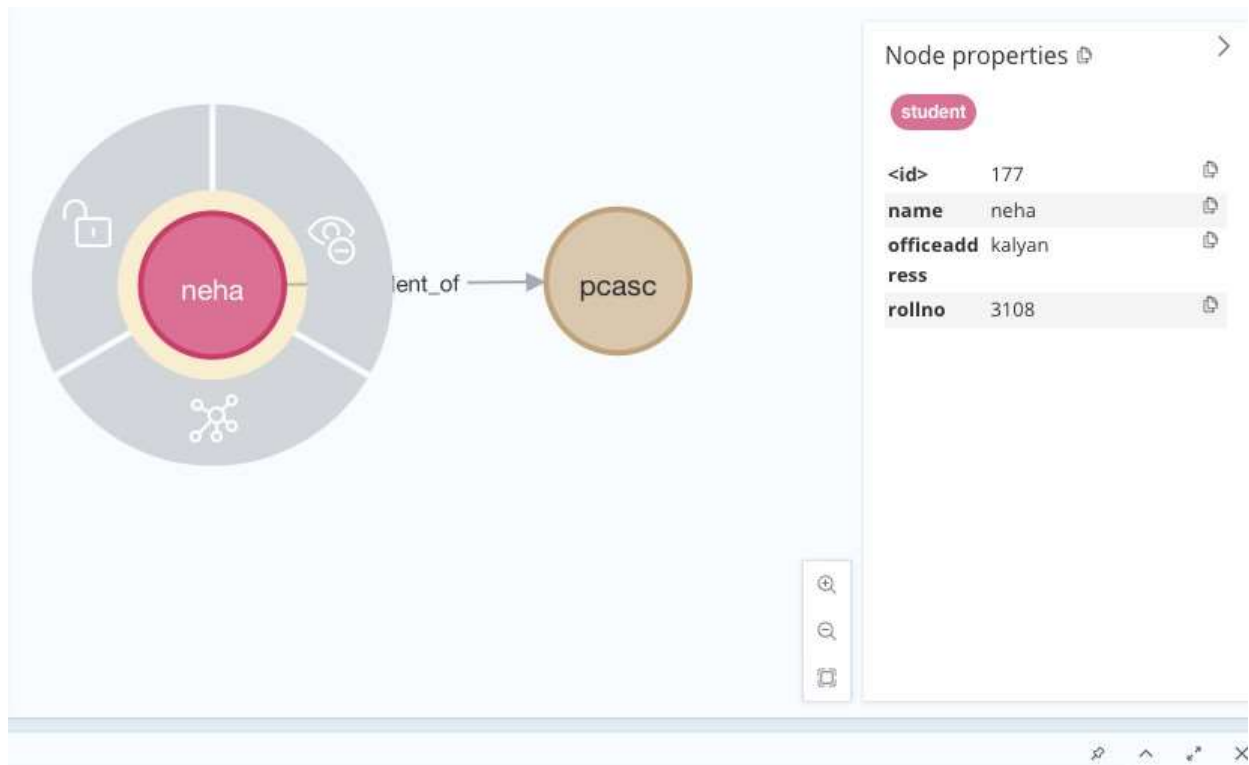 Node properties
student
<id> 177
name neha
officeadd kalyan
ress
rollno 3108
neha
ent_of
pcasc